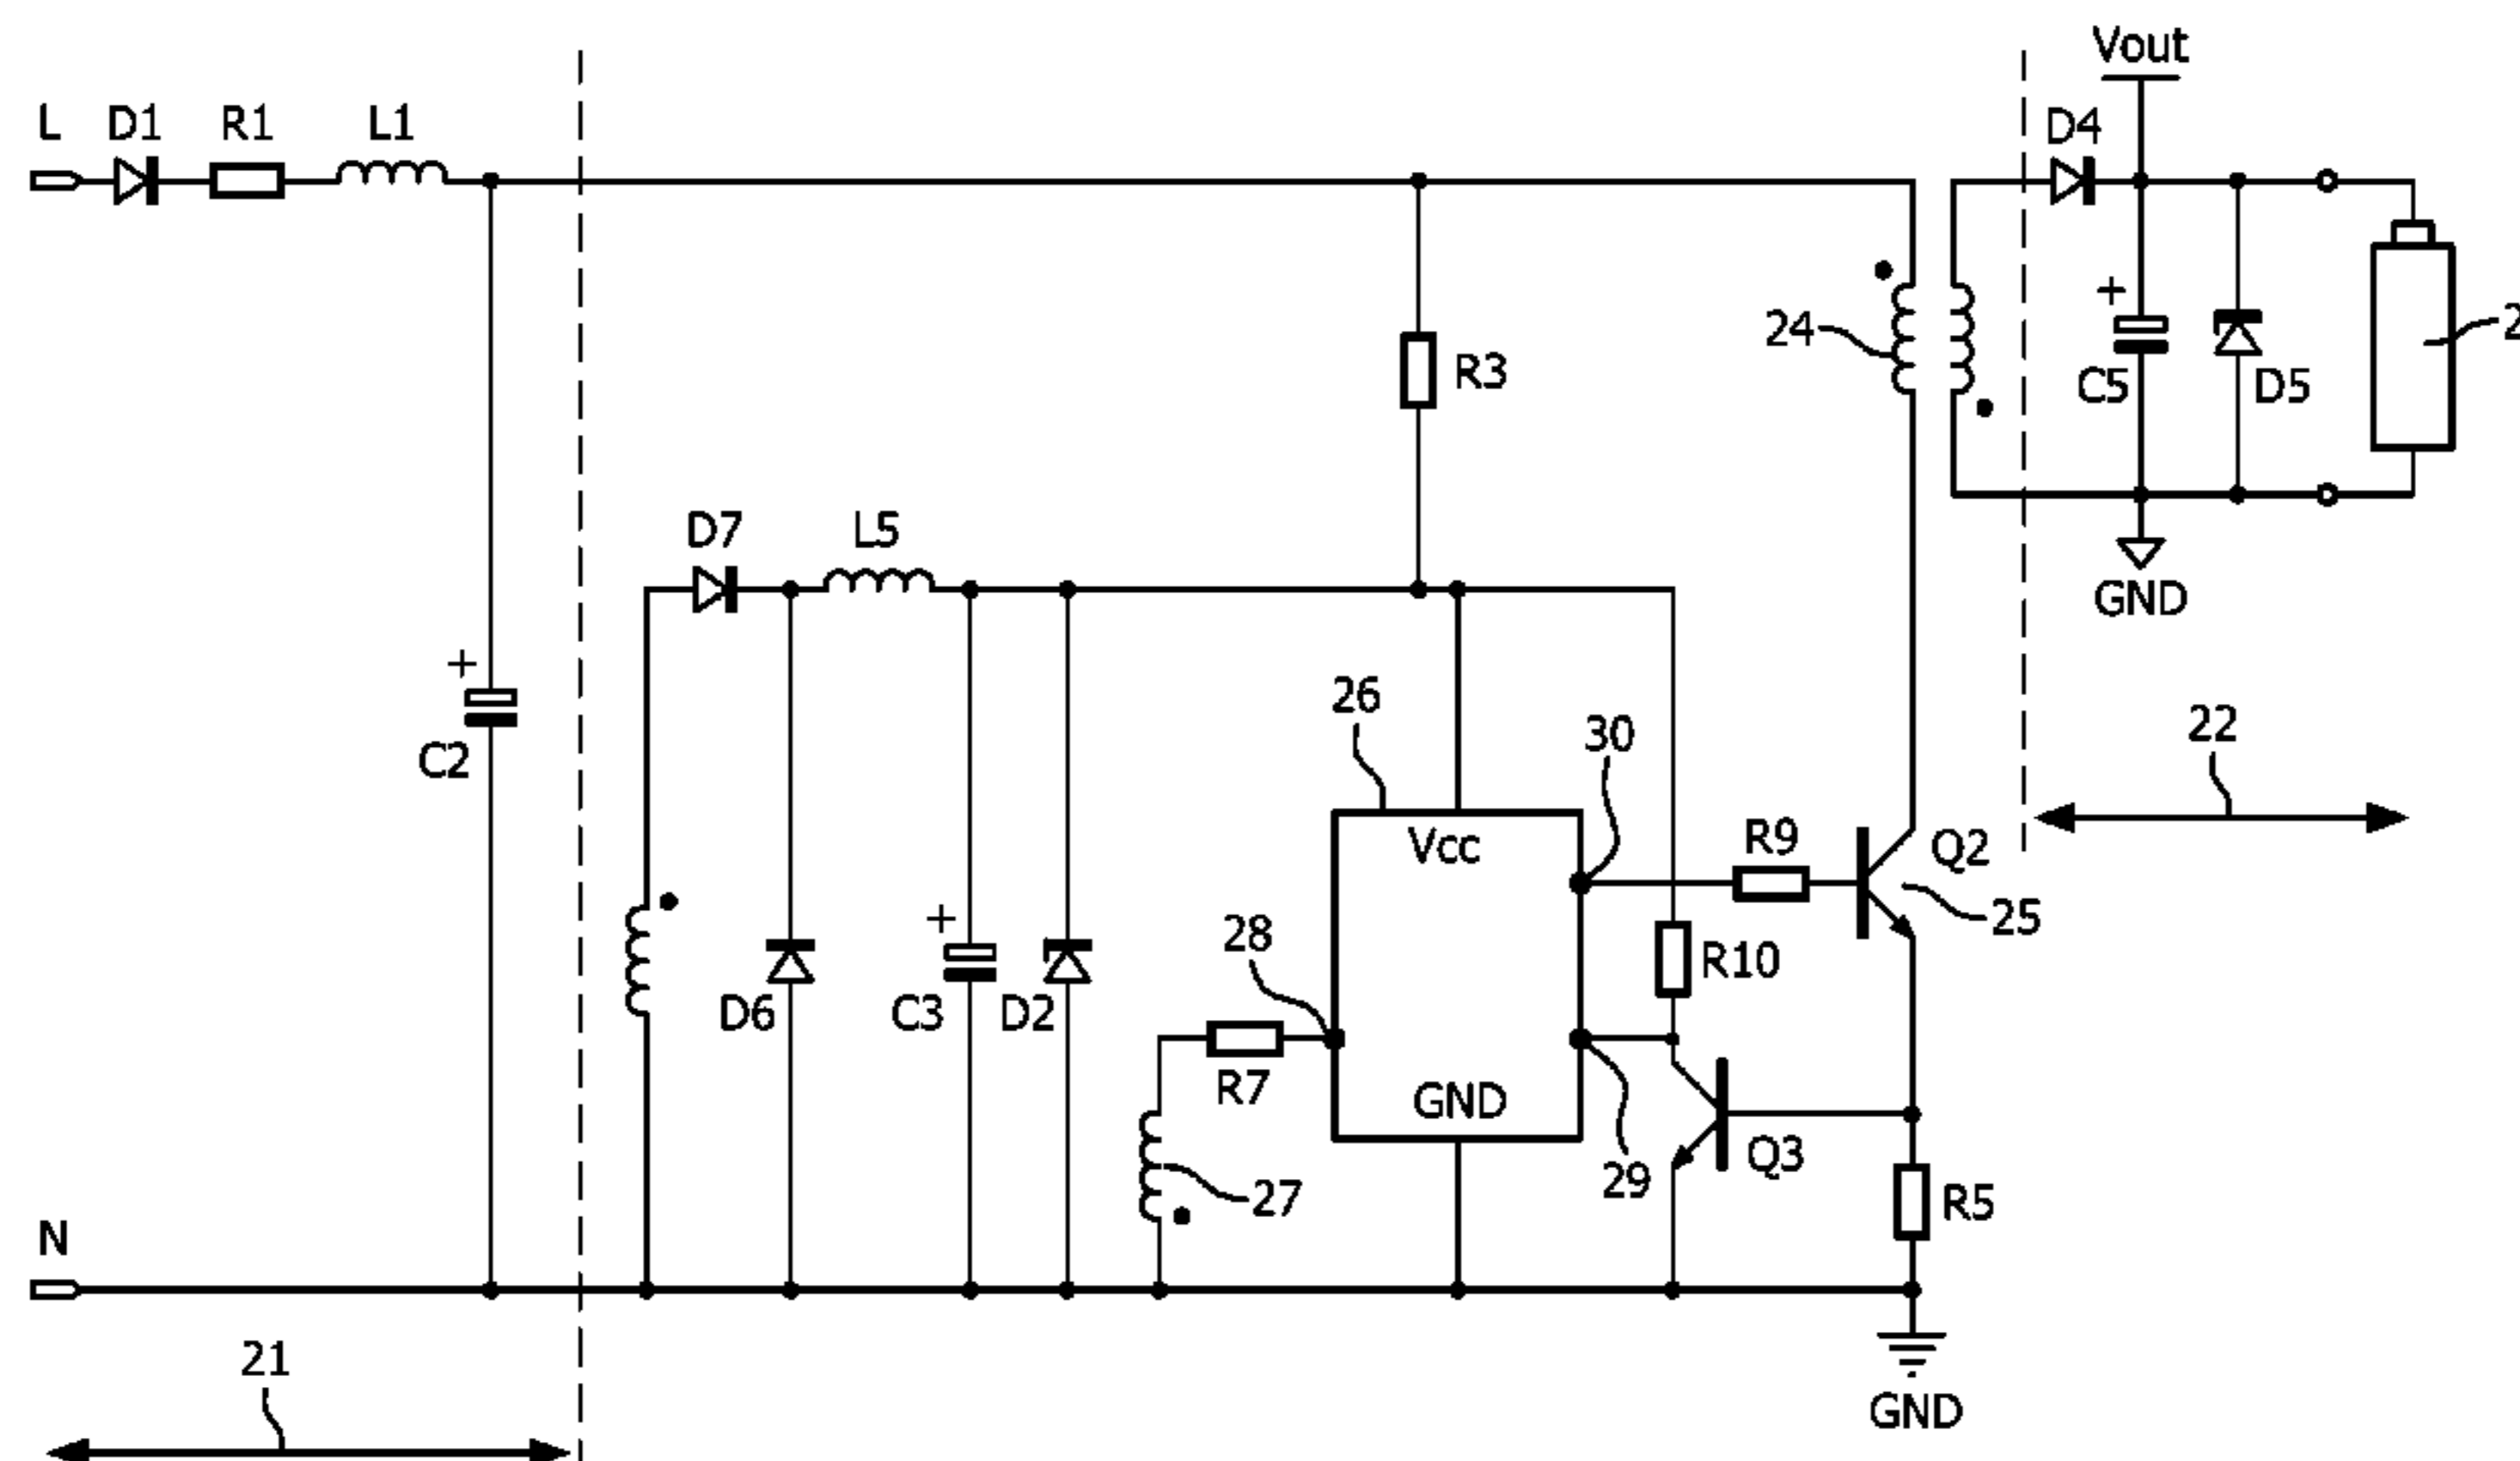 Vout
L D1 R1 L1 D4
24
R3 C5 D5
D7 L5
GND
26
30
22
C2
Vcc
R9 Q2
28
25
R10
D6 C3 D2
R7
GND
Q3
29
27
R5
N
21
GND